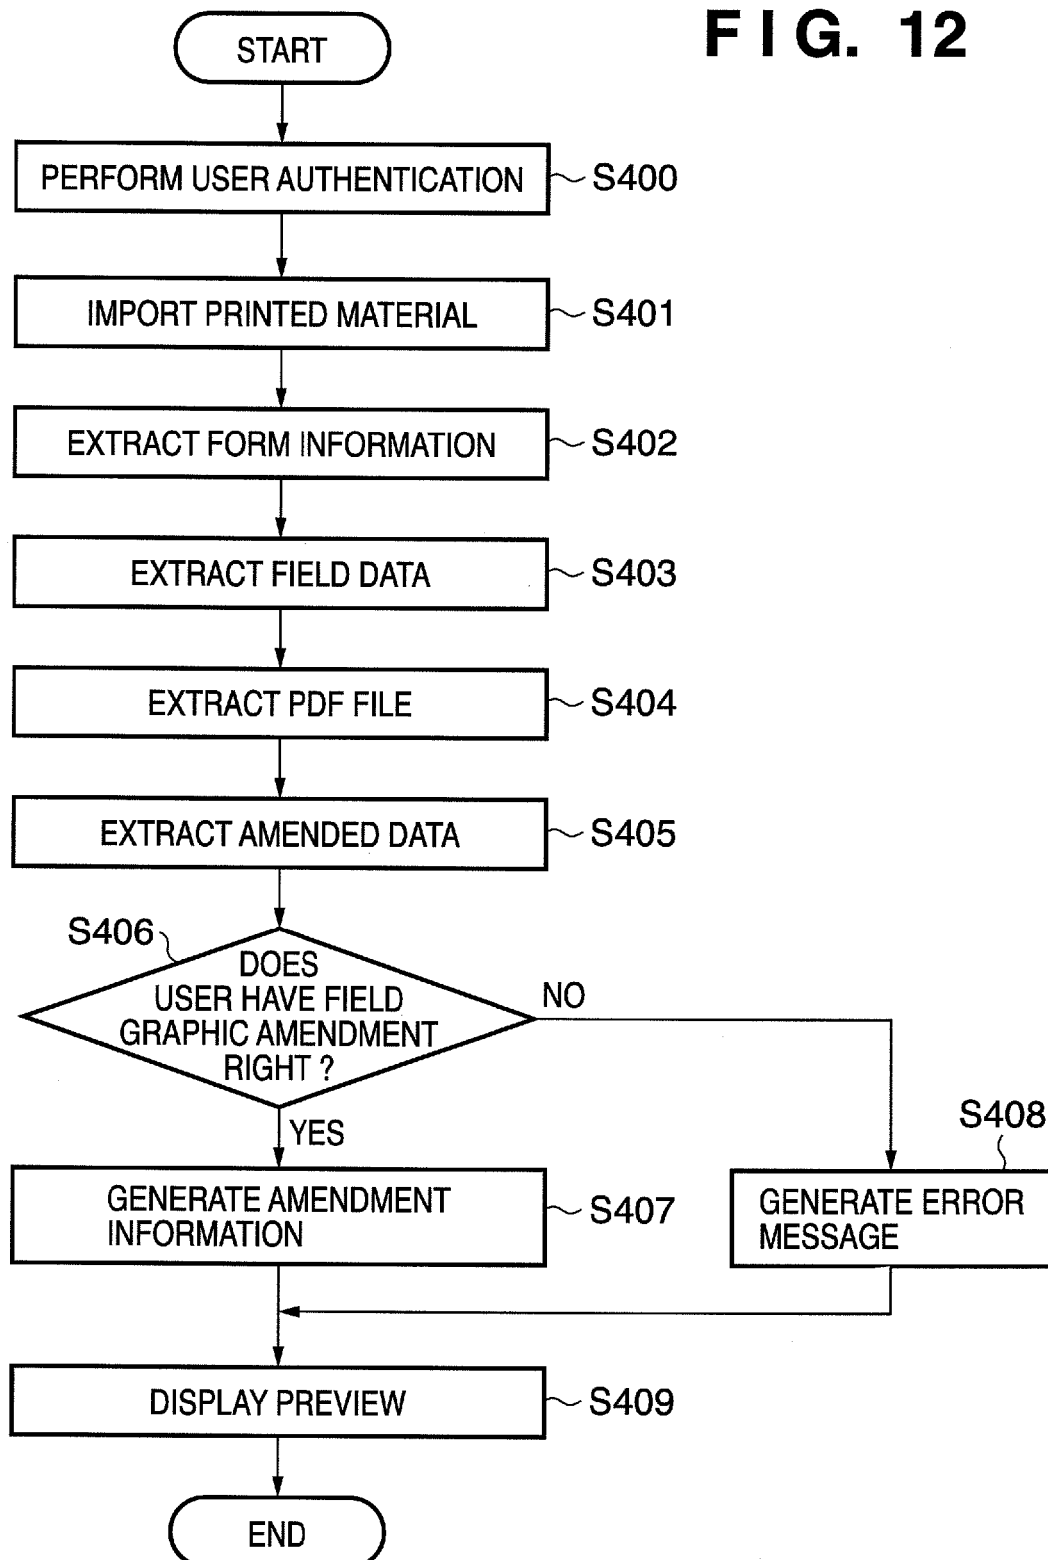 FIG. 12
START
PERFORM USER AUTHENTICATION
S400
IMPORT PRINTED MATERIAL
S401
EXTRACT FORM INFORMATION
S402
EXTRACT FIELD DATA
S403
EXTRACT PDF FILE
S404
EXTRACT AMENDED DATA
S405
S406
DOES
USER HAVE FIELD
GRAPHIC AMENDMENT
RIGHT ?
NO
YES
S408
GENERATE AMENDMENT
INFORMATION
S407
GENERATE ERROR
MESSAGE
DISPLAY PREVIEW
S409
END